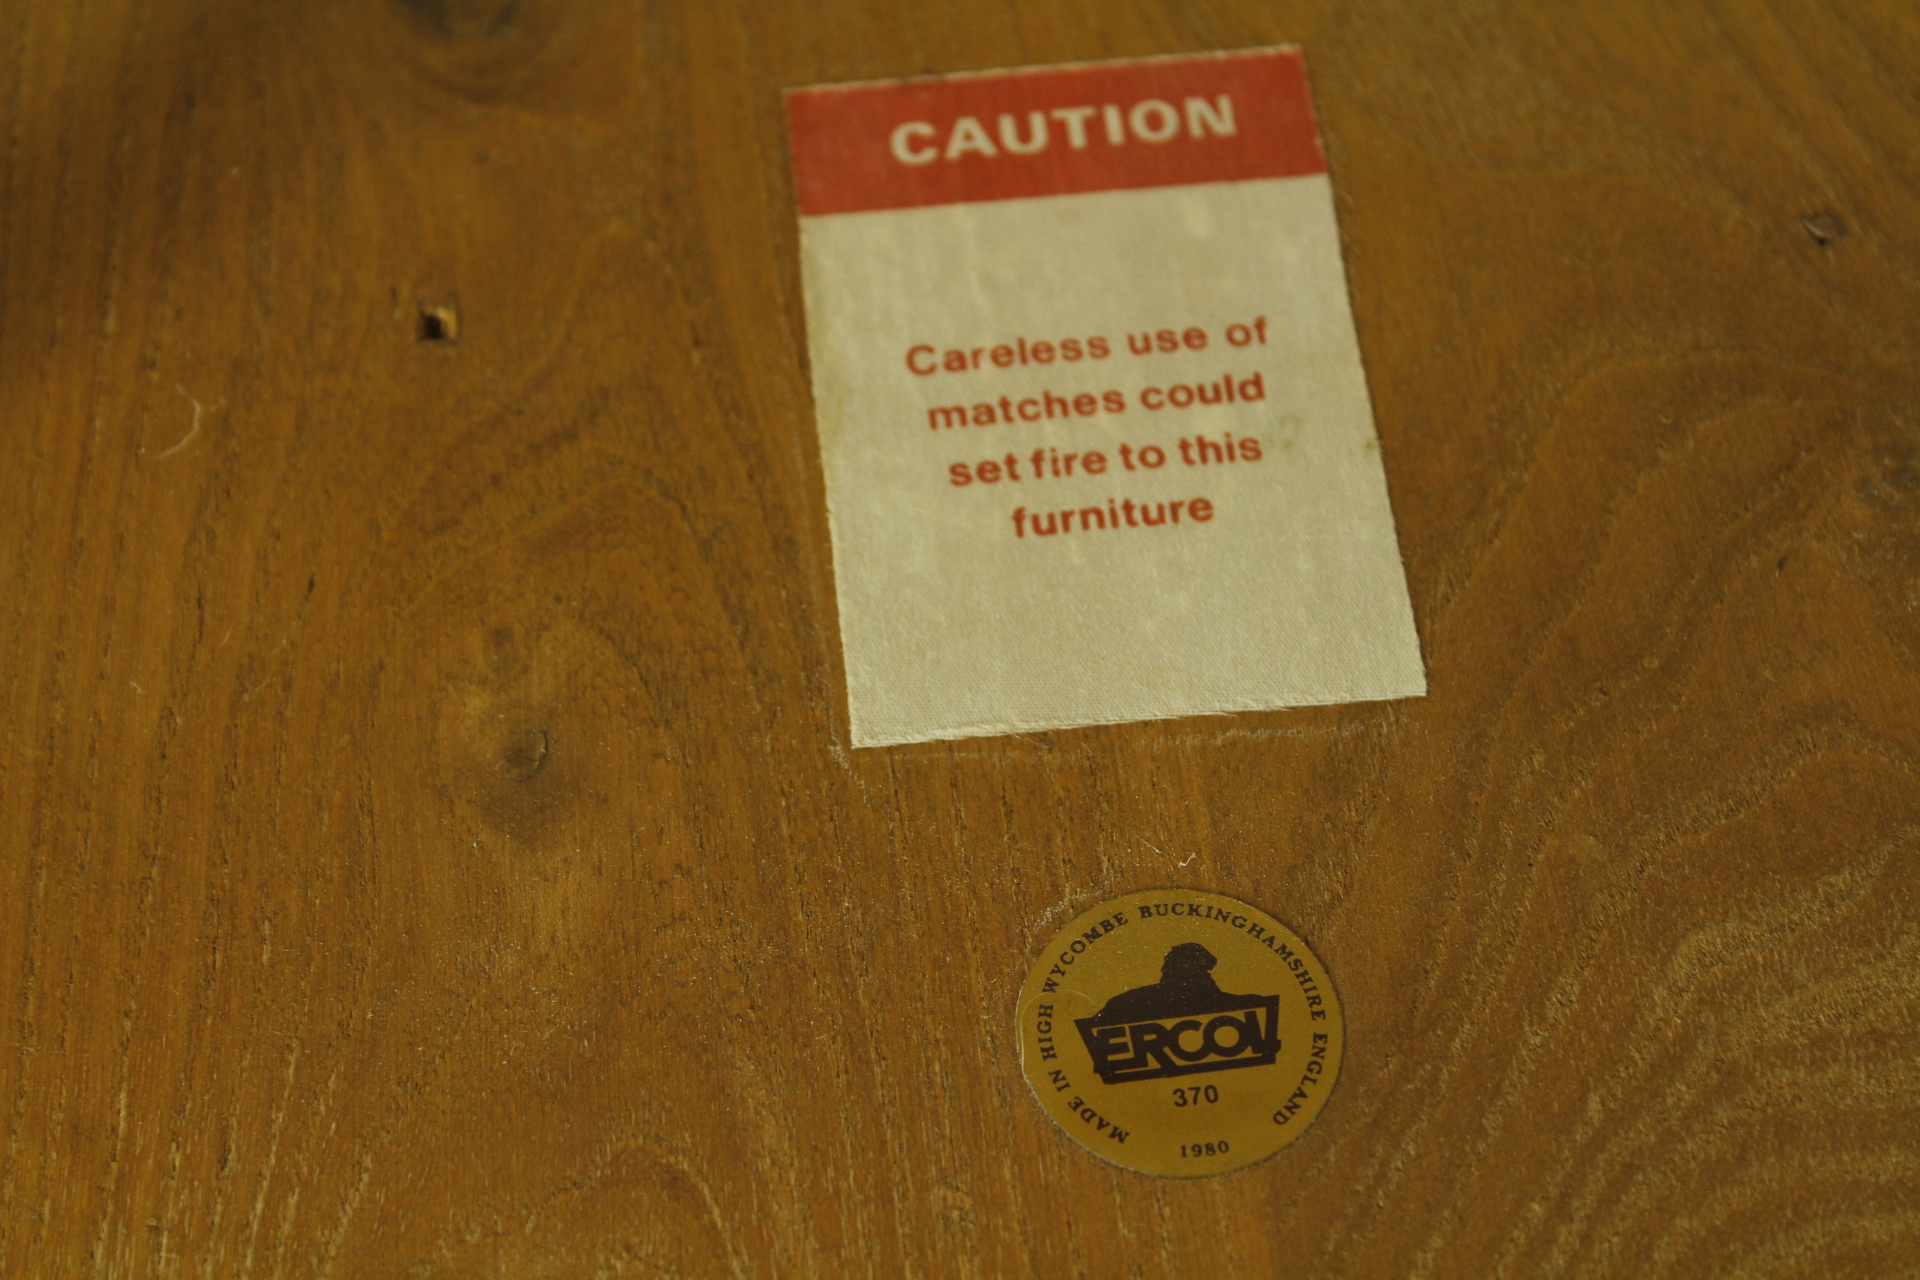 CAUTION
Careless use of
matches could
set fire to this
furniture
MADE IN HIGH WYCOMBE BUCKINGHAMSHIRE ENGLAND
ERCOL
370
1980